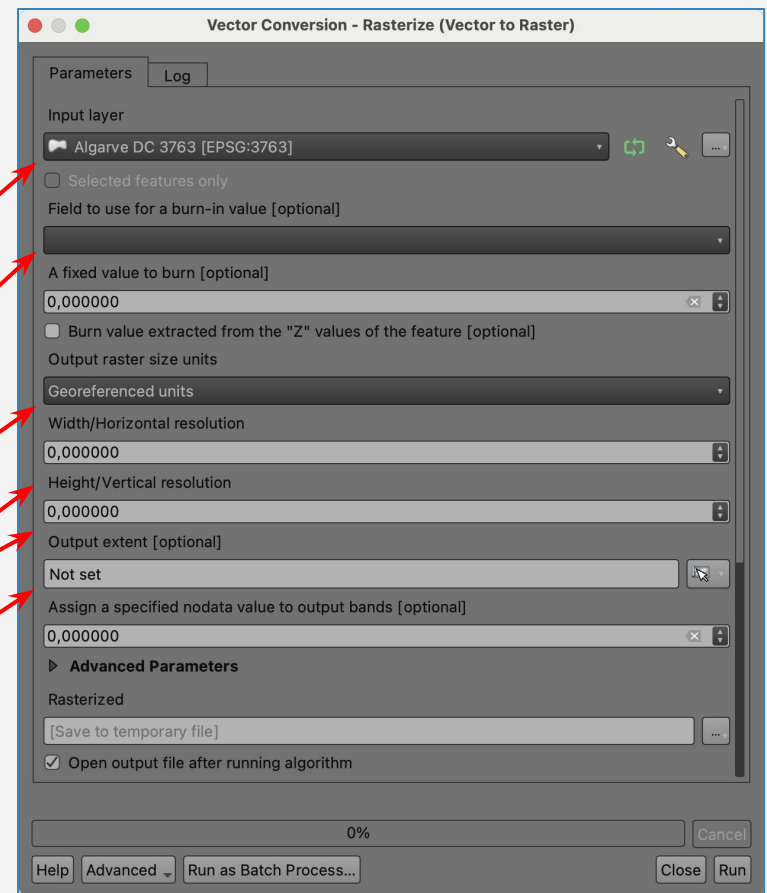 Vector Conversion - Rasterize (Vector to Raster)
Parameters
Log
Input layer
Algarve DC 3763 [EPSG:3763]
...
Selected features only
Field to use for a burn-in value [optional]
A fixed value to burn [optional]
0,000000
Burn value extracted from the "Z" values of the feature [optional]
Output raster size units
Georeferenced units
Width/Horizontal resolution
0,000000
Height/Vertical resolution
0,000000
Output extent [optional]
Not set
Assign a specified nodata value to output bands [optional]
0,000000
Advanced Parameters
Rasterized
[Save to temporary file]
...
Open output file after running algorithm
0%
Cancel
Help
Advanced
Run as Batch Process...
Close
Run